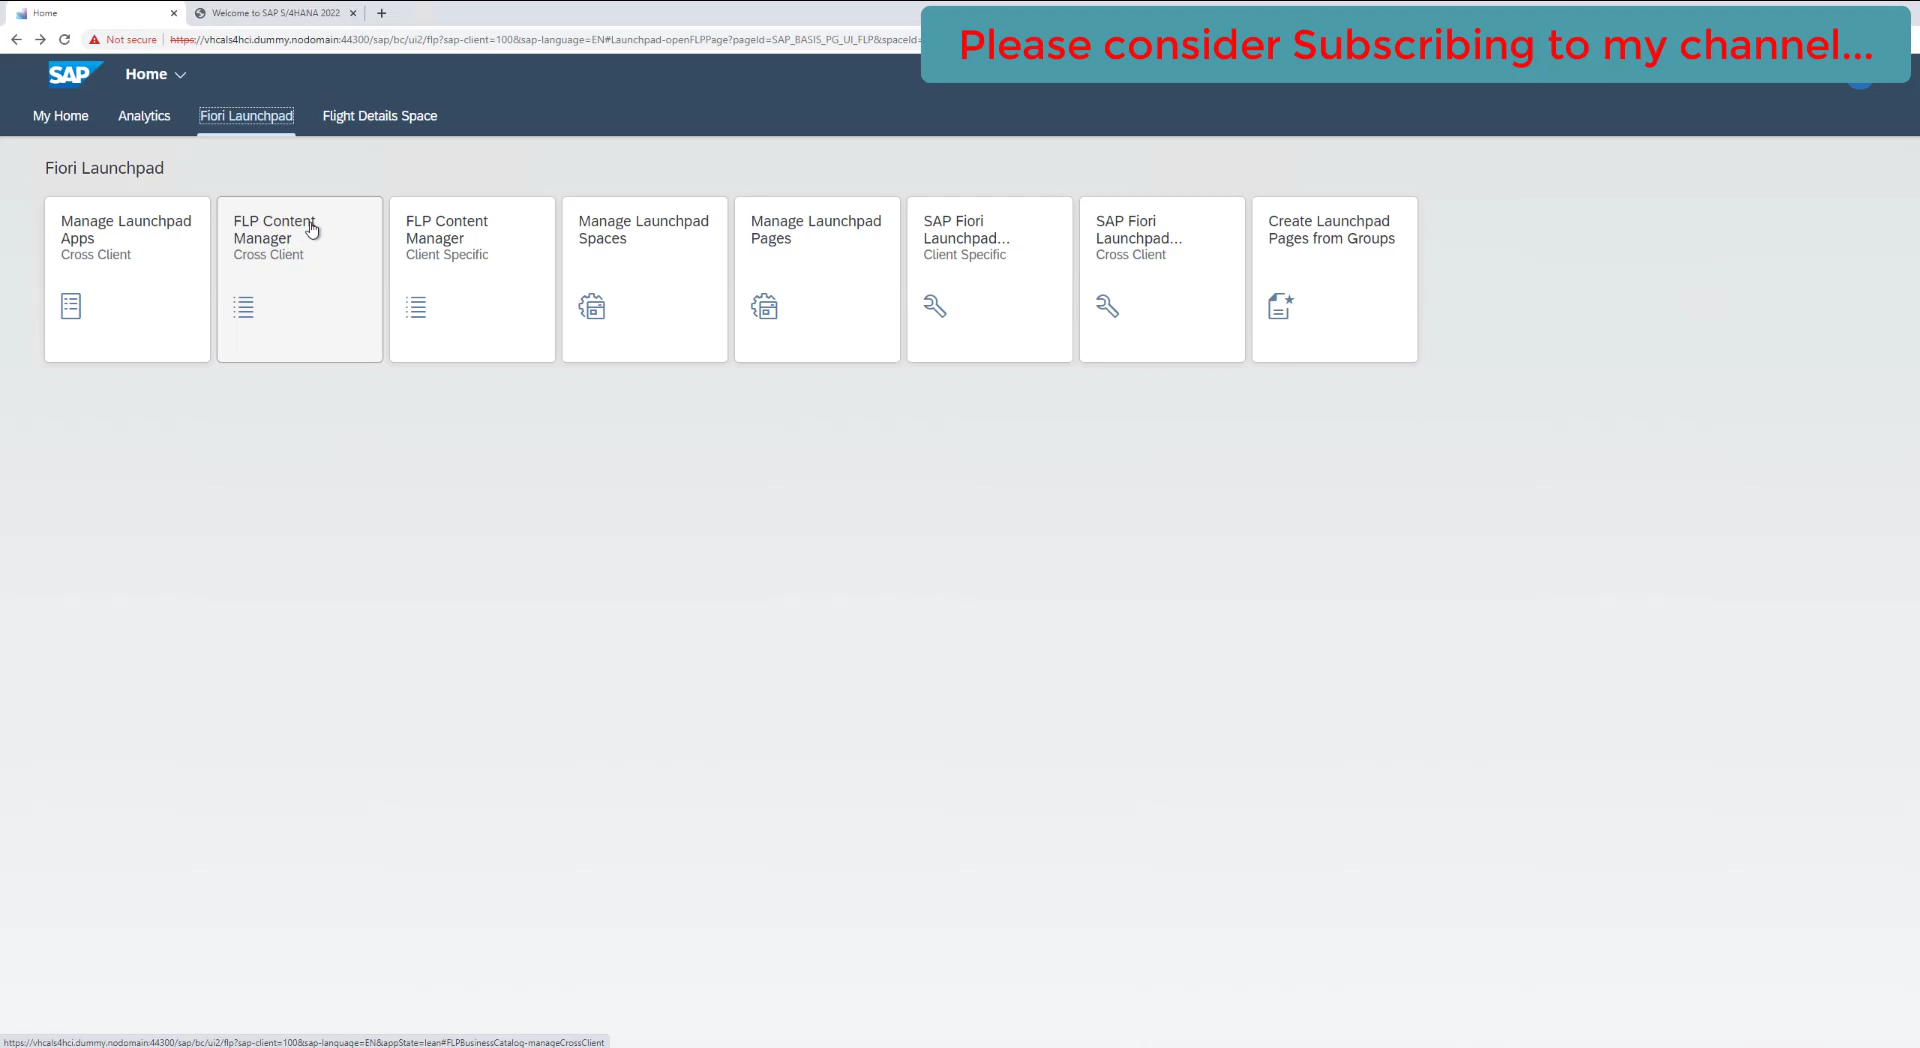 Home
Welcome to SAP S/4HANA 2022
Please consider Subscribing to my channel...
Not secure
https://vhcals4hci.dummy.nodomain:44300/sap/bc/ui2/flp?sap-client=100&sap-language=EN#Launchpad-openFLPPage?pageId=SAP_BASIS_PG_UI_FLP&spaceId=
SAP
Home
My Home
Analytics
Fiori Launchpad
Flight Details Space
Fiori Launchpad
Manage Launchpad
Apps
Cross Client
FLP Content
Manager
Cross Client
FLP Content
Manager
Client Specific
Manage Launchpad
Spaces
Manage Launchpad
Pages
SAP Fiori
Launchpad...
Client Specific
SAP Fiori
Launchpad...
Cross Client
Create Launchpad
Pages from Groups
https://vhcals4hci.dummy.nodomain:44300/sap/bc/ui2/flp?sap-client=100&sap-language=EN&appState=lean#FLPBusinessCatalog-manageCrossClient